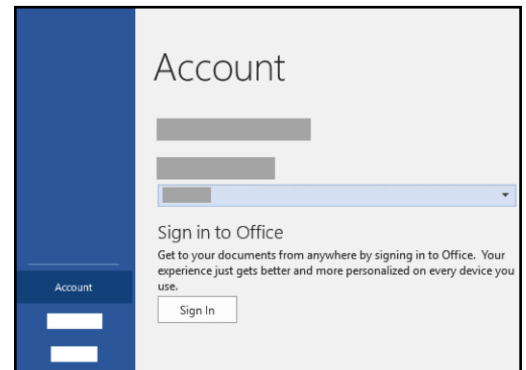 Account
Sign in to Office
Get to your documents from anywhere by signing in to Office. Your
experience just gets better and more personalized on every device you
use.
Account
Sign In